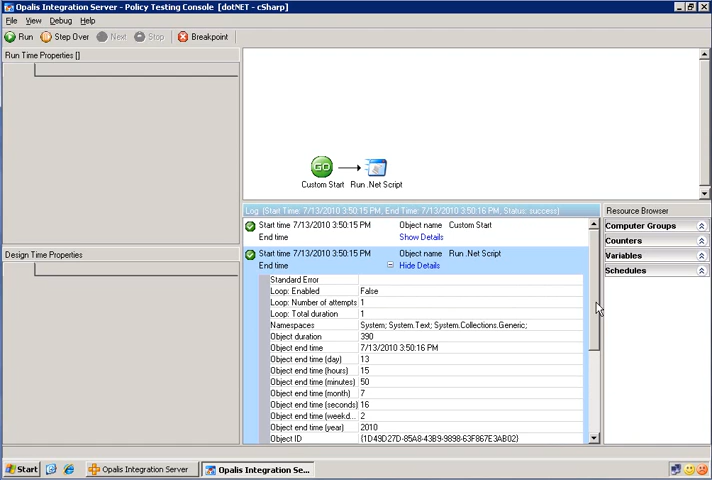 Opalis Integration Server - Policy Testing Console [dotNET - cSharp]
File View Debug Help
Run Step Over Next Stop Breakpoint
Run Time Properties []
GO
Custom Start Run .Net Script
Log (Start Time: 7/13/2010 3:50:15 PM, End Time: 7/13/2010 3:50:16 PM, Status: success)
Start time 7/13/2010 3:50:15 PM Object name Custom Start
End time Show Details
Start time 7/13/2010 3:50:15 PM Object name Run .Net Script
End time Hide Details
Standard Error
Loop: Enabled False
Loop: Number of attempts 1
Loop: Total duration 1
Namespaces System; System.Text; System.Collections.Generic;
Object duration 390
Object end time 7/13/2010 3:50:16 PM
Object end time (day) 13
Object end time (hours) 15
Object end time (minutes) 50
Object end time (month) 7
Object end time (seconds) 16
Object end time (weekd... 2
Object end time (year) 2010
Object ID {1D49D27D-85A8-43B9-9898-63F867E3AB02}
Resource Browser
Computer Groups
Counters
Variables
Schedules
Design Time Properties
Start Opalis Integration Server Opalis Integration Se...